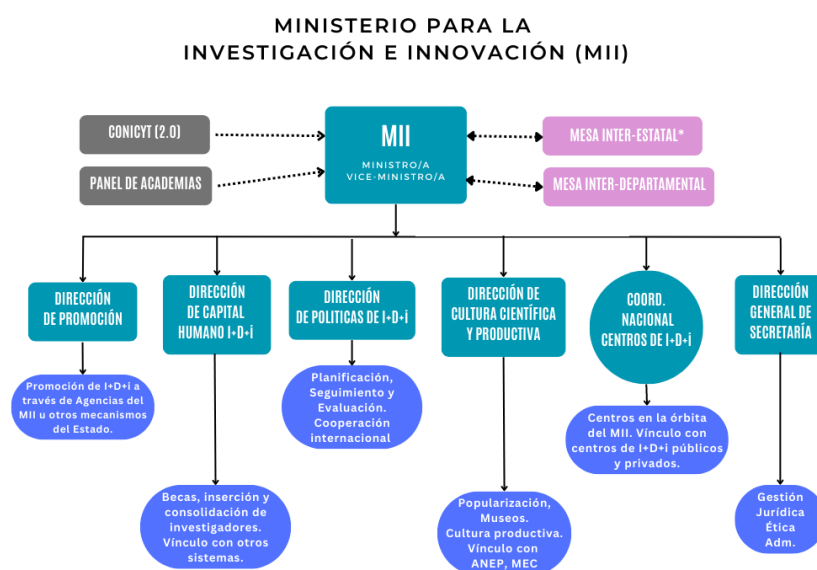 MINISTERIO PARA LA
INVESTIGACIÓN E INNOVACIÓN (MII)
CONICYT (2.0)
PANEL DE ACADEMIAS
MII
MINISTRO/A
VICE-MINISTRO/A
MESA INTER-ESTATAL*
MESA INTER-DEPARTAMENTAL
DIRECCIÓN
DE PROMOCIÓN
DIRECCIÓN
DE CAPITAL
HUMANO I+D+i
DIRECCIÓN
DE POLITICAS DE I+D+i
DIRECCIÓN DE
CULTURA CIENTÍFICA
Y PRODUCTIVA
COORD.
NACIONAL
CENTROS DE I+D+i
DIRECCIÓN
GENERAL DE
SECRETARÍA
Promoción de I+D+i a
través de Agencias del
MII u otros mecanismos
del Estado.
Becas, inserción y
consolidación de
investigadores.
Vínculo con otros
sistemas.
Planificación,
Seguimiento y
Evaluación.
Cooperación
internacional
Popularización,
Museos.
Cultura productiva.
Vínculo con
ANEP, MEC
Centros en la órbita
del MII. Vínculo con
centros de I+D+i públicos
y privados.
Gestión
Jurídica
Ética
Adm.